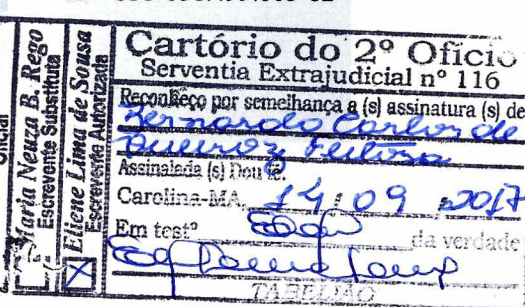 Oficial
Maria Neuza B. Rego
Escrevente Substituta
X Eliene Lima de Sousa
Escrevente Autorizada
Cartório do 2º Ofício
Serventia Extrajudicial nº 116
Reconheço por semelhança a (s) assinatura (s) de
Bernardo Carlos de
Queiroz Feitosa
Assinalada (s) Dou fé.
Carolina-MA, 14/09/2017
Em testº da verdade
TABELIÃO